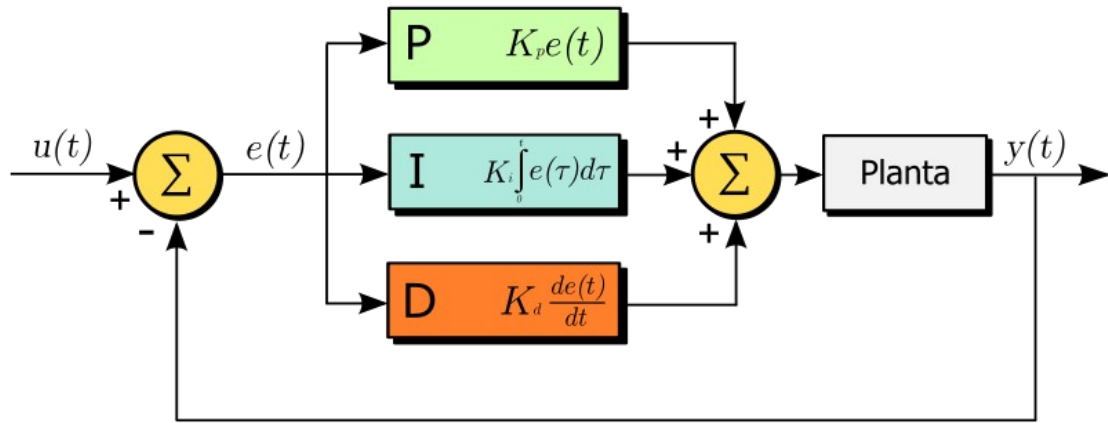 u(t)
+
-
Σ
e(t)
P K_p e(t)
I K_i ∫_0^t e(τ)dτ
D K_d de(t)/dt
+
+
+
Σ
Planta
y(t)